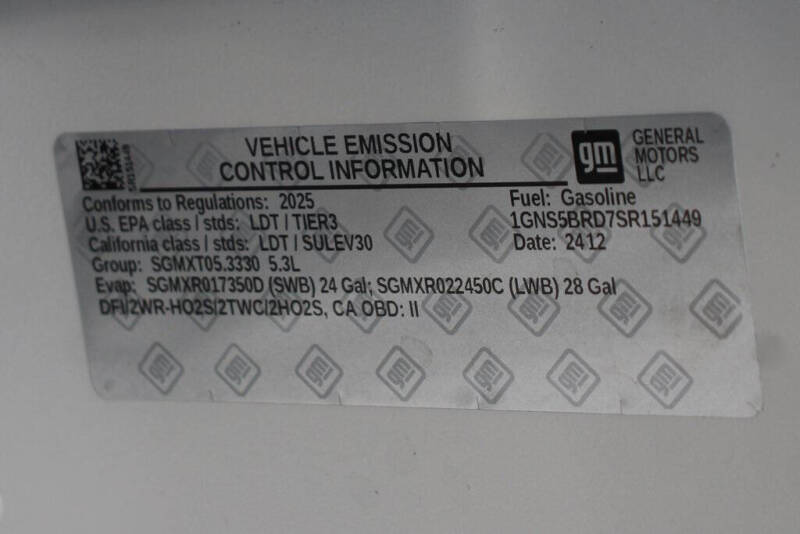 VEHICLE EMISSION
CONTROL INFORMATION
gm
GENERAL
MOTORS
LLC
SR151449
Conforms to Regulations: 2025
Fuel: Gasoline
U.S. EPA class / stds: LDT / TIER3
1GNS5BRD7SR151449
California class / stds: LDT / SULEV30
Date: 2412
Group: SGMXT05.3330 5.3L
Evap: SGMXR017350D (SWB) 24 Gal; SGMXR022450C (LWB) 28 Gal
DFI/2WR-HO2S/2TWC/2HO2S, CA OBD: II